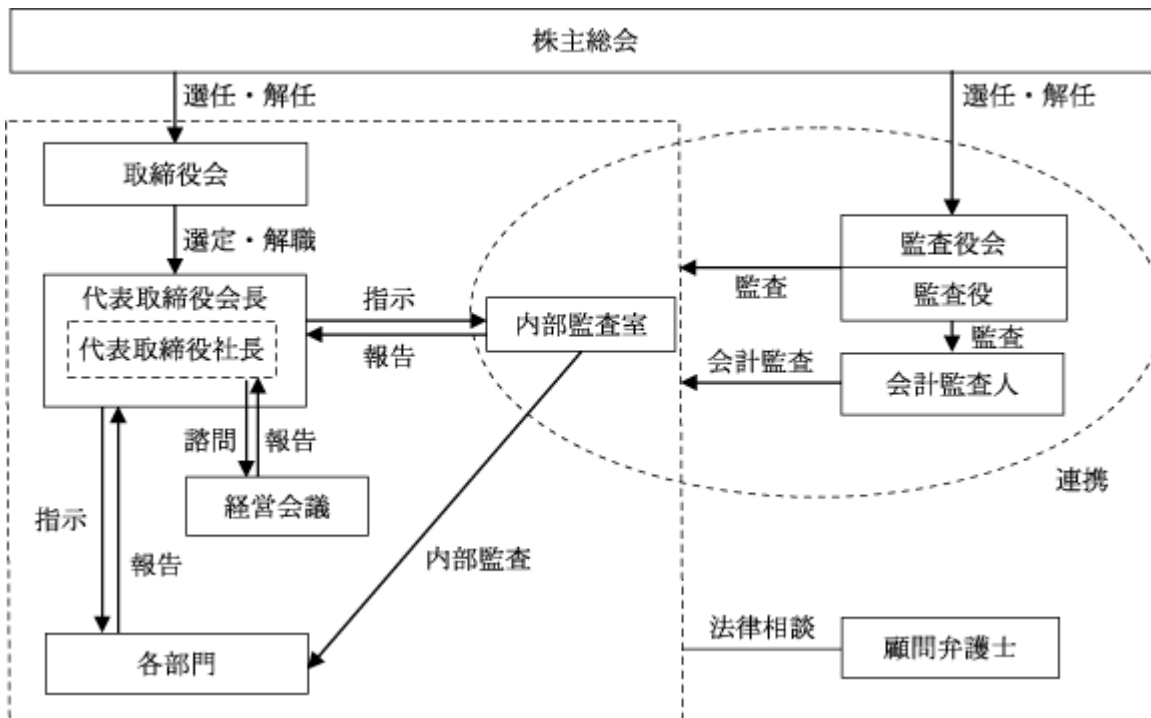 株主総会
選任・解任
選任・解任
取締役会
選定・解職
監査役会
監査役
監査
代表取締役会長
代表取締役社長
指示
報告
内部監査室
監査
会計監査
会計監査人
諮問
報告
経営会議
連携
指示
報告
内部監査
法律相談
顧問弁護士
各部門